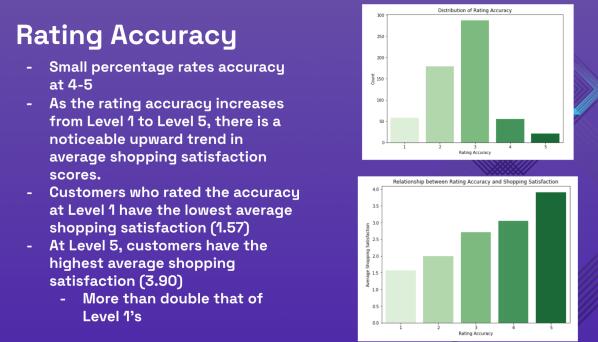 Rating Accuracy
- Small percentage rates accuracy
at 4-5
- As the rating accuracy increases
from Level 1 to Level 5, there is a
noticeable upward trend in
average shopping satisfaction
scores.
- Customers who rated the accuracy
at Level 1 have the lowest average
shopping satisfaction (1.57)
- At Level 5, customers have the
highest average shopping
satisfaction (3.90)
- More than double that of
Level 1's
Distribution of Rating Accuracy
Count
300
250
200
150
100
50
0
1 2 3 4 5
Rating Accuracy
Relationship between Rating Accuracy and Shopping Satisfaction
Average Shopping Satisfaction
4.0
3.5
3.0
2.5
2.0
1.5
1.0
0.5
0.0
1 2 3 4 5
Rating Accuracy